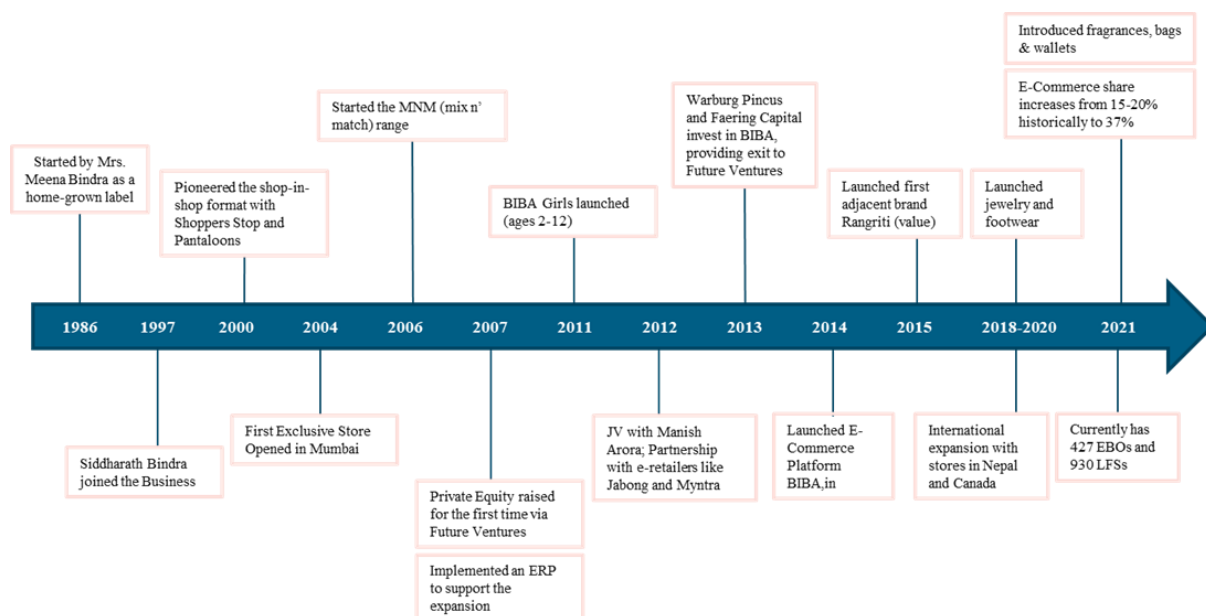 Started by Mrs.
Meena Bindra as a
home-grown label
Pioneered the shop-in-
shop format with
Shoppers Stop and
Pantaloons
Started the MNM (mix n’
match) range
BIBA Girls launched
(ages 2-12)
Warburg Pincus
and Faering Capital
invest in BIBA,
providing exit to
Future Ventures
Launched first
adjacent brand
Rangriti (value)
Launched
jewelry and
footwear
Introduced fragrances, bags
& wallets
E-Commerce share
increases from 15-20%
historically to 37%
1986 1997 2000 2004 2006 2007 2011 2012 2013 2014 2015 2018-2020 2021
Siddharath Bindra
joined the Business
First Exclusive Store
Opened in Mumbai
Private Equity raised
for the first time via
Future Ventures
Implemented an ERP
to support the
expansion
JV with Manish
Arora; Partnership
with e-retailers like
Jabong and Myntra
Launched E-
Commerce
Platform
BIBA,in
International
expansion with
stores in Nepal
and Canada
Currently has
427 EBOs and
930 LFSs